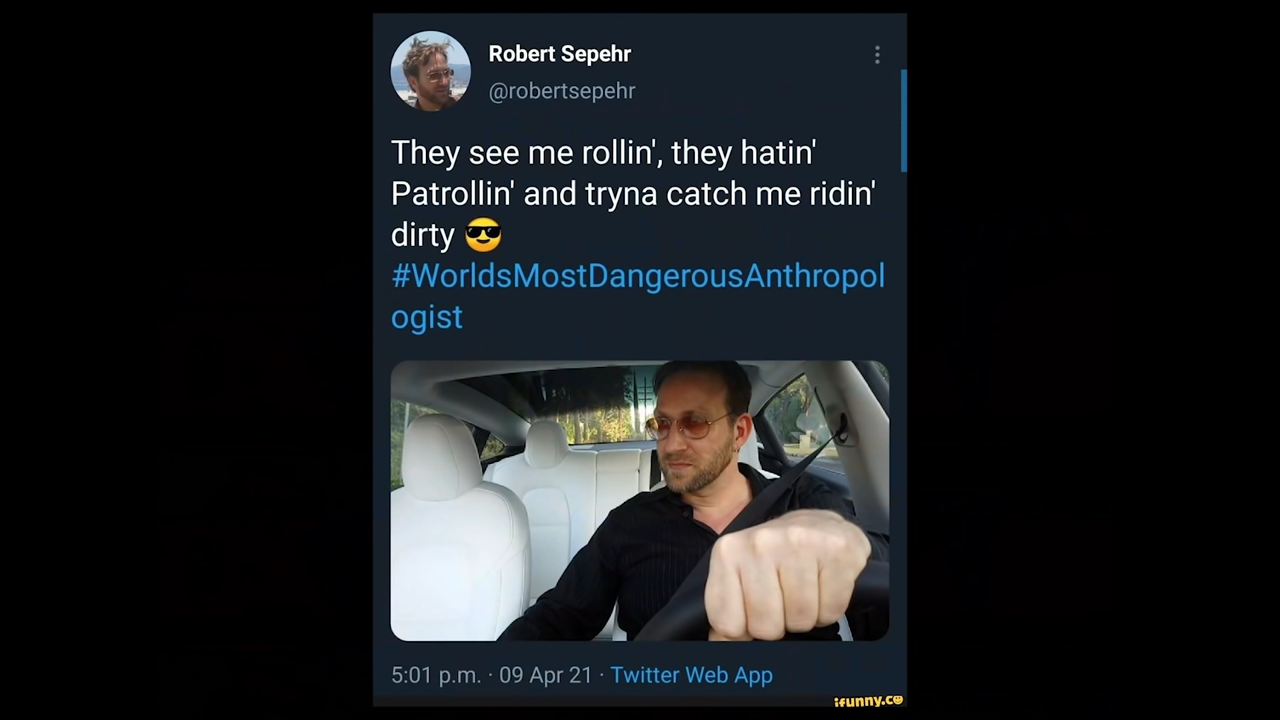 Robert Sepehr
@robertsepehr
They see me rollin', they hatin'
Patrollin' and tryna catch me ridin'
dirty 😎
#WorldsMostDangerousAnthropol
ogist
5:01 p.m. · 09 Apr 21 · Twitter Web App
ifunny.co